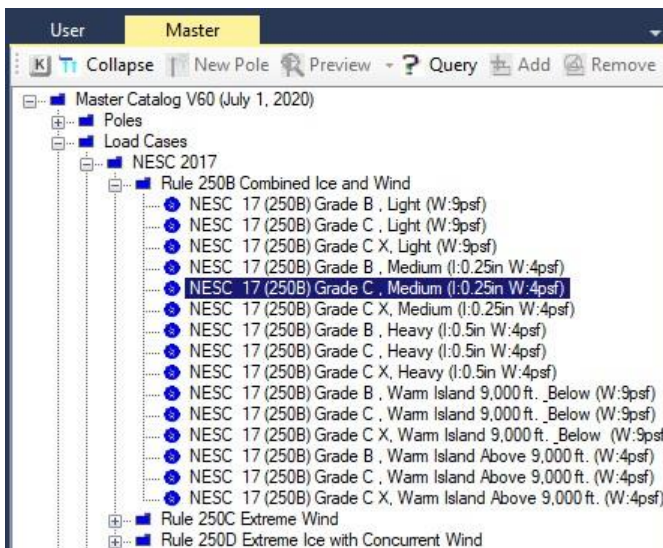 User Master
K Collapse New Pole Preview ? Query Add Remove
Master Catalog V60 (July 1, 2020)
Poles
Load Cases
NESC 2017
Rule 250B Combined Ice and Wind
NESC 17 (250B) Grade B , Light (W:9psf)
NESC 17 (250B) Grade C , Light (W:9psf)
NESC 17 (250B) Grade C X, Light (W:9psf)
NESC 17 (250B) Grade B , Medium (I:0.25in W:4psf)
NESC 17 (250B) Grade C , Medium (I:0.25in W:4psf)
NESC 17 (250B) Grade C X, Medium (I:0.25in W:4psf)
NESC 17 (250B) Grade B , Heavy (I:0.5in W:4psf)
NESC 17 (250B) Grade C , Heavy (I:0.5in W:4psf)
NESC 17 (250B) Grade C X, Heavy (I:0.5in W:4psf)
NESC 17 (250B) Grade B , Warm Island 9,000 ft. _Below (W:9psf)
NESC 17 (250B) Grade C , Warm Island 9,000 ft. _Below (W:9psf)
NESC 17 (250B) Grade C X, Warm Island 9,000 ft. _Below (W:9psf
NESC 17 (250B) Grade B , Warm Island Above 9,000 ft. (W:4psf)
NESC 17 (250B) Grade C , Warm Island Above 9,000 ft. (W:4psf)
NESC 17 (250B) Grade C X, Warm Island Above 9,000 ft. (W:4psf)
Rule 250C Extreme Wind
Rule 250D Extreme Ice with Concurrent Wind